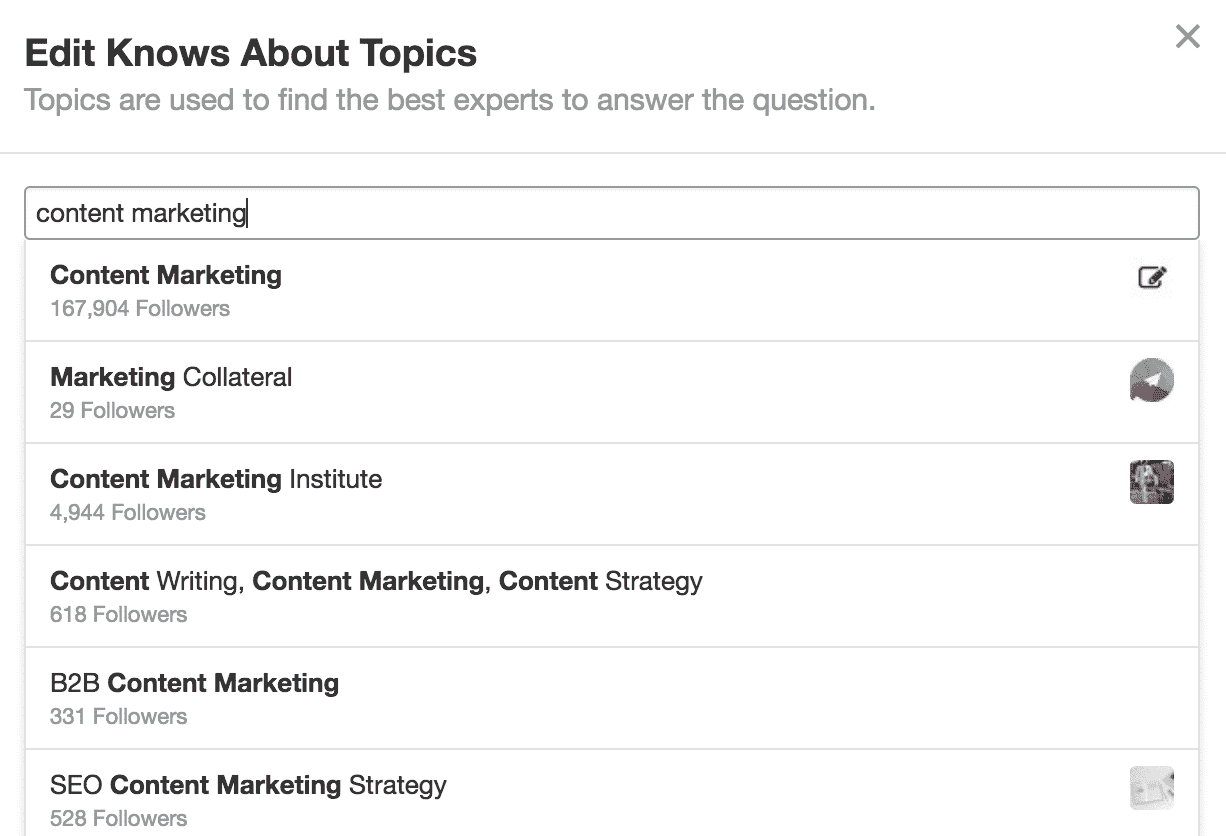 Edit Knows About Topics
Topics are used to find the best experts to answer the question.
content marketing
Content Marketing
167,904 Followers
Marketing Collateral
29 Followers
Content Marketing Institute
4,944 Followers
Content Writing, Content Marketing, Content Strategy
618 Followers
B2B Content Marketing
331 Followers
SEO Content Marketing Strategy
528 Followers